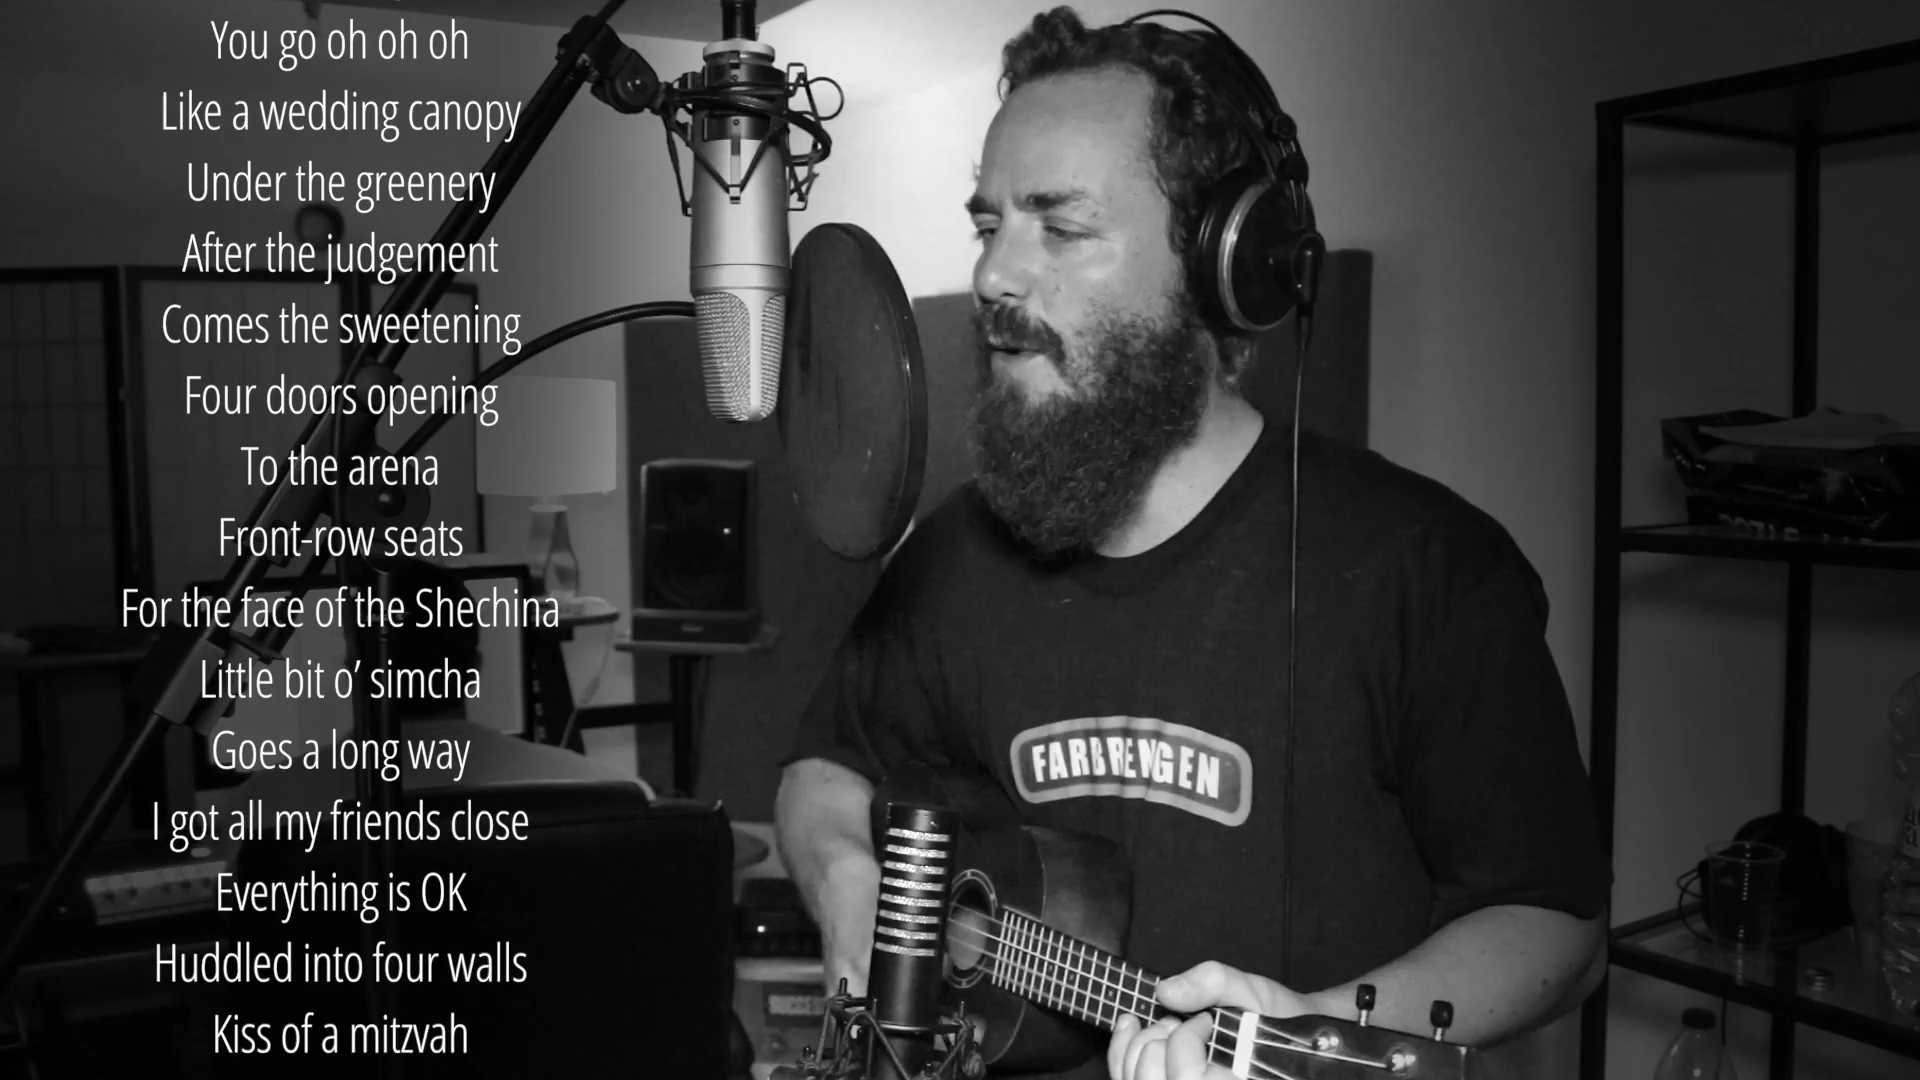 You go oh oh oh
Like a wedding canopy
Under the greenery
After the judgement
Comes the sweetening
Four doors opening
To the arena
Front-row seats
For the face of the Shechina
Little bit o’ simcha
Goes a long way
I got all my friends close
Everything is OK
Huddled into four walls
Kiss of a mitzvah
FARBRENGEN